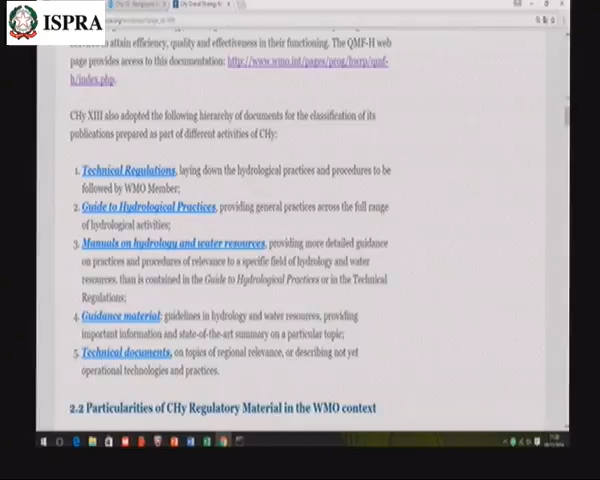 ISPRA
services to attain efficiency, quality and effectiveness in their functioning. The QMF-H web
page provides access to this documentation: http://www.wmo.int/pages/prog/hwrp/qmf-
h/index.php.
CHy XIII also adopted the following hierarchy of documents for the classification of its
publications prepared as part of different activities of CHy:
1. Technical Regulations, laying down the hydrological practices and procedures to be
followed by WMO Member;
2. Guide to Hydrological Practices, providing general practices across the full range
of hydrological activities;
3. Manuals on hydrology and water resources, providing more detailed guidance
on practices and procedures of relevance to a specific field of hydrology and water
resources, than is contained in the Guide to Hydrological Practices or in the Technical
Regulations;
4. Guidance material: guidelines in hydrology and water resources, providing
important information and state-of-the-art summary on a particular topic;
5. Technical documents, on topics of regional relevance, or describing not yet
operational technologies and practices.
2.2 Particularities of CHy Regulatory Material in the WMO context